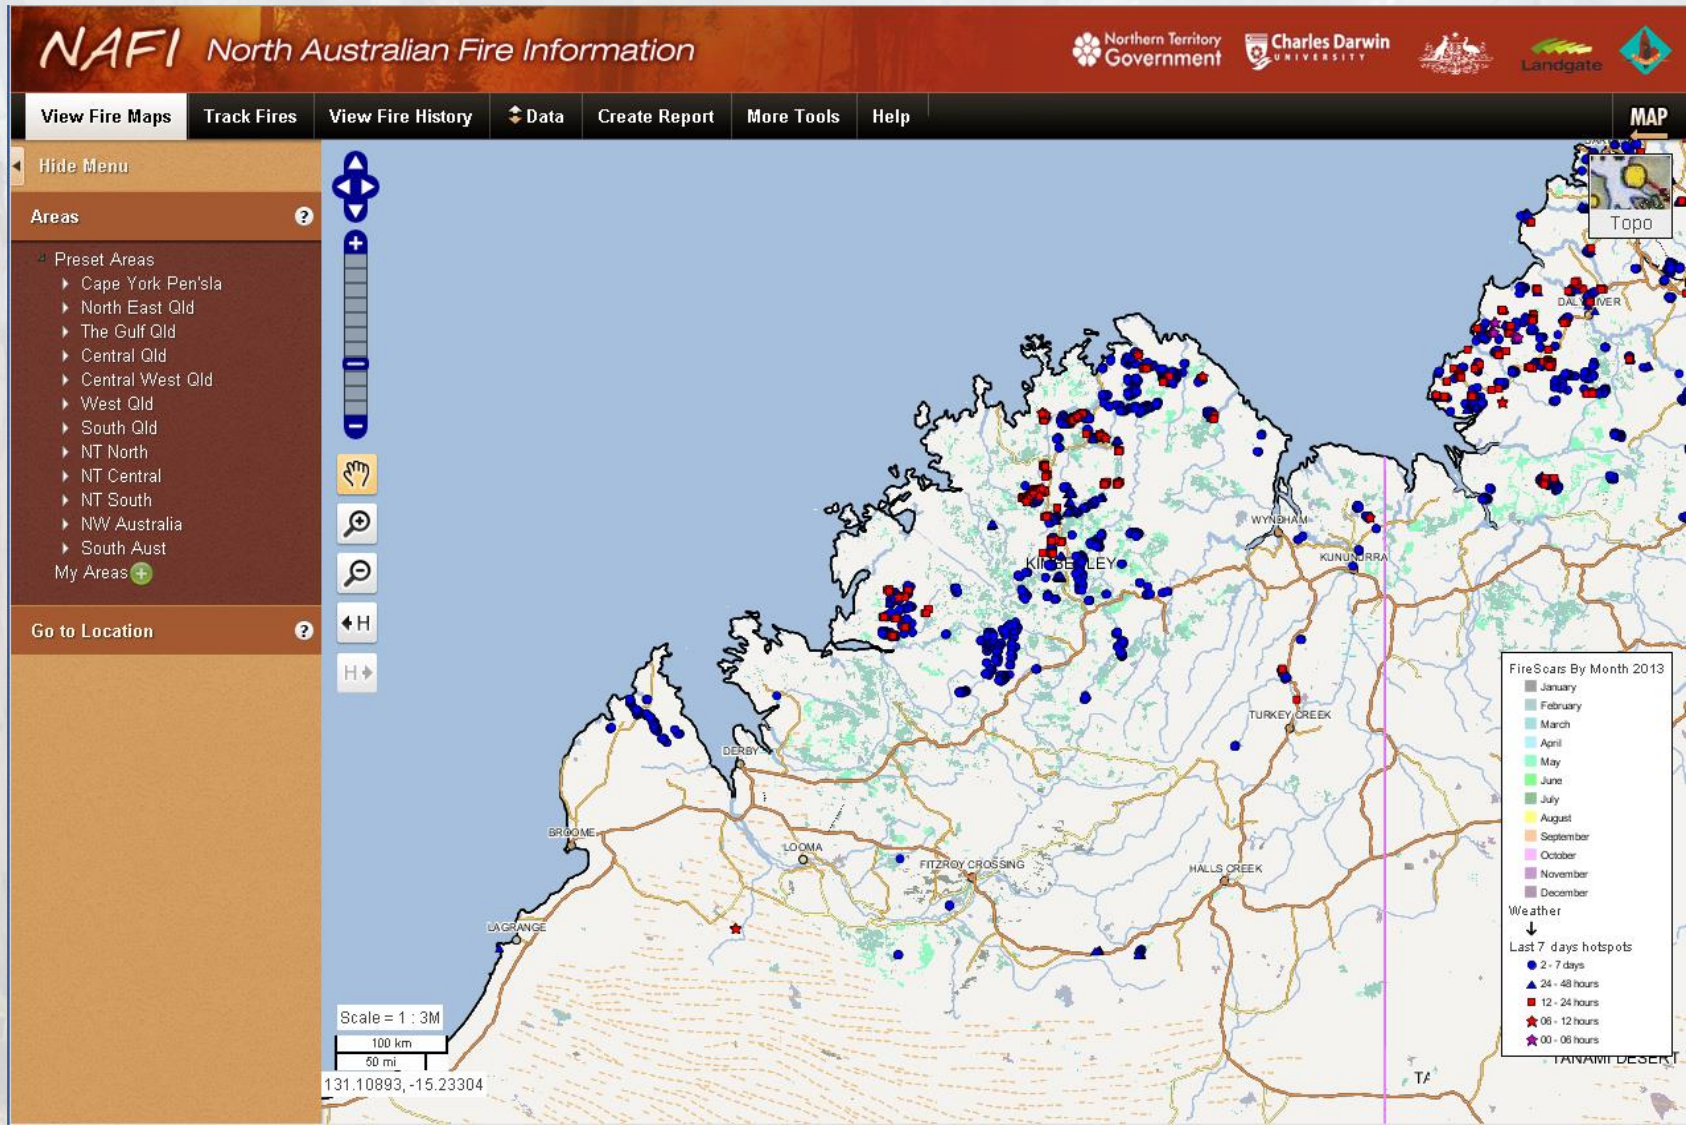 NAFI North Australian Fire Information
Northern Territory
Government
Charles Darwin
UNIVERSITY
Landgate
View Fire Maps
Track Fires
View Fire History
Data
Create Report
More Tools
Help
MAP
Hide Menu
Areas
?
Preset Areas
Cape York Pen'sla
North East Qld
The Gulf Qld
Central Qld
Central West Qld
West Qld
South Qld
NT North
NT Central
NT South
NW Australia
South Aust
My Areas
Go to Location
?
H
H
Topo
DALY RIVER
WYNDHAM
KUNUNURRA
KIMBERLEY
TURKEY CREEK
DERBY
BROOME
LOOMA
FITZROY CROSSING
HALLS CREEK
LAGRANGE
TANAMI DESERT
TA
Scale = 1 : 3M
100 km
50 mi
131.10893, -15.23304
FireScars By Month 2013
January
February
March
April
May
June
July
August
September
October
November
December
Weather
Last 7 days hotspots
2 - 7 days
24 - 48 hours
12 - 24 hours
06 - 12 hours
00 - 06 hours